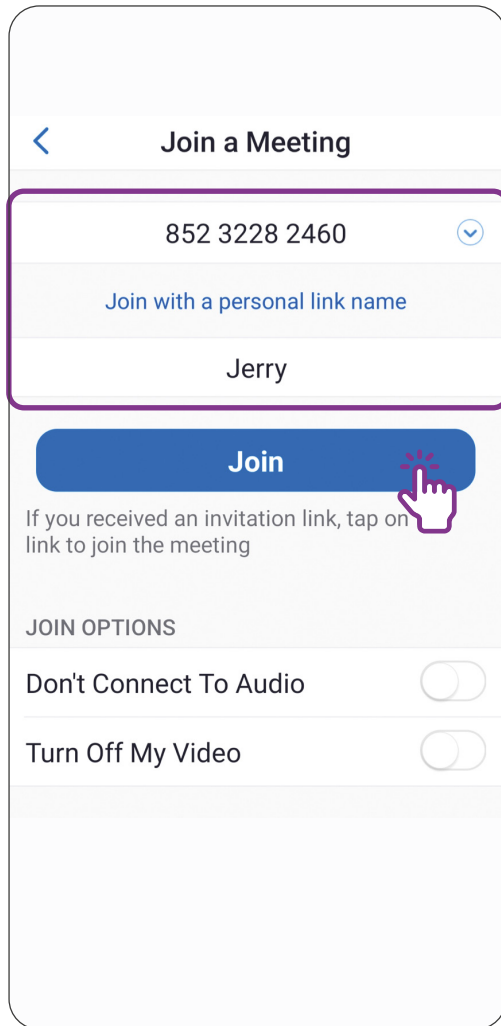 Join a Meeting
852 3228 2460
Join with a personal link name
Jerry
Join
If you received an invitation link, tap on
link to join the meeting
JOIN OPTIONS
Don't Connect To Audio
Turn Off My Video